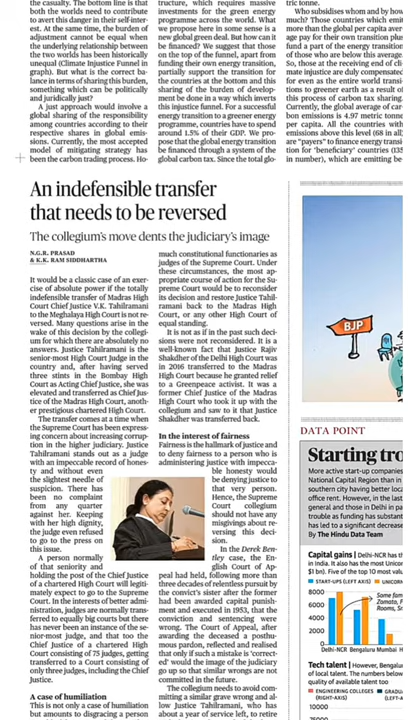 the calculations. The bottom line is that
both the worlds need to contribute
to avert this danger in their self-inter-
est. At the same time, the burden of
adjustment cannot be equal when
the underlying relationship between
the two worlds has been historically
unequal (Climate Injustice Funnel in
graph). But what is the correct ba-
lance in terms of sharing this burden,
something which can be politically
and juridically just?
A just approach would involve a
global sharing of the responsibility
among countries according to their
respective shares in global emis-
sions. Currently, the most accepted
model of mitigating strategy has
been the carbon trading process. Ho-
tructure, which requires massive
investments for the green energy
programme across the world. What
we propose here in some sense is a
new global green deal. But how can it
be financed? We suggest that those
on the top of the funnel, apart from
funding their own energy transition,
partially support the transition for
the countries at the bottom and this
sharing of the burden of develop-
ment be done in a way which inverts
this injustice funnel. For a successful
energy transition to a greener energy
programme, countries have to spend
around 1.5% of their GDP. We pro-
pose that the global energy transition
be financed through a system of the
global carbon tax. Since the total glo-
tric tonne.
Who subsidises whom and by how
much? Those countries which emit
more than the global per capita aver-
age pay for their own transition plus
fund a part of the energy transition
of those who are below this average.
So, those at the receiving end of cli-
mate injustice are duly compensated
for even as the entire world transi-
tions to greener earth as a result of
this process of carbon tax sharing.
Currently, the global average of car-
bon emissions is 4.97 metric tonnes
per capita. All the countries with
emissions above this level (68 in all)
are "payers" to finance energy transi-
tion for 'beneficiary' countries (135
in number), which are emitting be-
An indefensible transfer
that needs to be reversed
The collegium's move dents the judiciary's image
N.G.R. PRASAD
& K.K. RAM SIDDHARTHA
It would be a classic case of an exer-
cise of absolute power if the totally
indefensible transfer of Madras High
Court Chief Justice V.K. Tahilramani
to the Meghalaya High Court is not re-
versed. Many questions arise in the
wake of this decision by the collegi-
um for which there are absolutely no
answers. Justice Tahilramani is the
senior-most High Court Judge in the
country and, after having served
three stints in the Bombay High
Court as Acting Chief Justice, she was
elevated and transferred as Chief Jus-
tice of the Madras High Court, anoth-
er prestigious chartered High Court.
The transfer comes at a time when
the Supreme Court has been express-
ing concern about increasing corrup-
tion in the higher judiciary. Justice
Tahilramani stands out as a judge
with an impeccable record of hones-
ty and without even
the slightest needle of
suspicion. There has
been no complaint
from any quarter
against her. Keeping
with her high dignity,
the judge even refused
to go to the press on
this issue.
A person normally
of that seniority and
holding the post of the Chief Justice
of a chartered High Court will legiti-
mately expect to go to the Supreme
Court. In the interests of better admi-
nistration, judges are normally trans-
ferred to equally big courts but there
has never been an instance of the se-
nior-most judge, and that too the
Chief Justice of a chartered High
Court consisting of 75 judges, getting
transferred to a Court consisting of
only three judges, including the Chief
Justice.
A case of humiliation
This is not only a case of humiliation
but amounts to disgracing a person
much constitutional functionaries as
judges of the Supreme Court. Under
these circumstances, the most ap-
propriate course of action for the Su-
preme Court would be to reconsider
its decision and restore Justice Tahil-
ramani back to the Madras High
Court, or any other High Court of
equal standing.
It is not as if in the past such deci-
sions were not reconsidered. It is a
well-known fact that Justice Rajiv
Shakdher of the Delhi High Court was
in 2016 transferred to the Madras
High Court because he granted relief
to a Greenpeace activist. It was a
former Chief Justice of the Madras
High Court who took it up with the
collegium and saw to it that Justice
Shakdher was transferred back.
In the interest of fairness
Fairness is the hallmark of justice and
to deny fairness to a person who is
administering justice with impecca-
ble honesty would
be denying justice to
that very person.
Hence, the Supreme
Court collegium
should not have any
misgivings about re-
versing this deci-
sion.
In the Derek Ben-
tley case, the En-
glish Court of Ap-
peal had held, following more than
three decades of relentless pursuit by
the convict's sister after the former
had been awarded capital punish-
ment and executed in 1953, that the
conviction and sentencing were
wrong. The Court of Appeal, after
awarding the deceased a posthu-
mous pardon, reflected and realised
that only if such a mistake is 'correct-
ed' would the image of the judiciary
go up so that similar wrongs are not
committed in the future.
The collegium needs to avoid com-
mitting a similar grave wrong and al-
low Justice Tahilramani, who has
about a year of service left, to retire
BJP
DATA POINT
Starting tro
More active start-up companies
National Capital Region than in
southern city having better loca
office rent. However, in the last
general and those in Delhi in pa
trouble as funding has substant
has led to a significant decrease
By The Hindu Data Team
Capital gains | Delhi-NCR has th
in India. It also has the most Unico
$1 bn). Five of the top 10 most val
START-UPS (LEFT AXIS) UNICOR
8000
6000
4000
2000
0
Some fam
Zomato, F
Rooms, Sn
Delhi-NCR Bengaluru Mumbai H
Tech talent | However, Bengalu
of tech talent. The numbers below
quality of available talent too
ENGINEERING COLLEGES
(RIGHT-AXIS)
GRADUAT
(LEFT-AX
10000